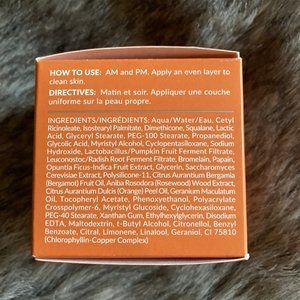 HOW TO USE: AM and PM. Apply an even layer to
clean skin.
DIRECTIVES: Matin et soir. Appliquer une couche
uniforme sur la peau propre.
INGREDIENTS/INGRÉDIENTS: Aqua/Water/Eau, Cetyl
Ricinoleate, Isostearyl Palmitate, Dimethicone, Squalane, Lactic
Acid, Glyceryl Stearate, PEG-100 Stearate, Propanediol,
Glycolic Acid, Myristyl Alcohol, Cyclopentasiloxane, Sodium
Hydroxide, Lactobacillus/Pumpkin Fruit Ferment Filtrate,
Leuconostoc/Radish Root Ferment Filtrate, Bromelain, Papain,
Opuntia Ficus-Indica Fruit Extract, Glycerin, Saccharomyces
Cerevisiae Extract, Polysilicone-11, Citrus Aurantium Bergamia
(Bergamot) Fruit Oil, Aniba Rosodora (Rosewood) Wood Extract,
Citrus Aurantium Dulcis (Orange) Peel Oil, Geranium Maculatum
Oil, Tocopheryl Acetate, Phenoxyethanol, Polyacrylate
Crosspolymer-6, Myristyl Glucoside, Cyclohexasiloxane,
PEG-40 Stearate, Xanthan Gum, Ethylhexylglycerin, Disodium
EDTA, Maltodextrin, t-Butyl Alcohol, Citronellol, Benzyl
Benzoate, Citral, Limonene, Linalool, Geraniol, CI 75810
(Chlorophyllin-Copper Complex)